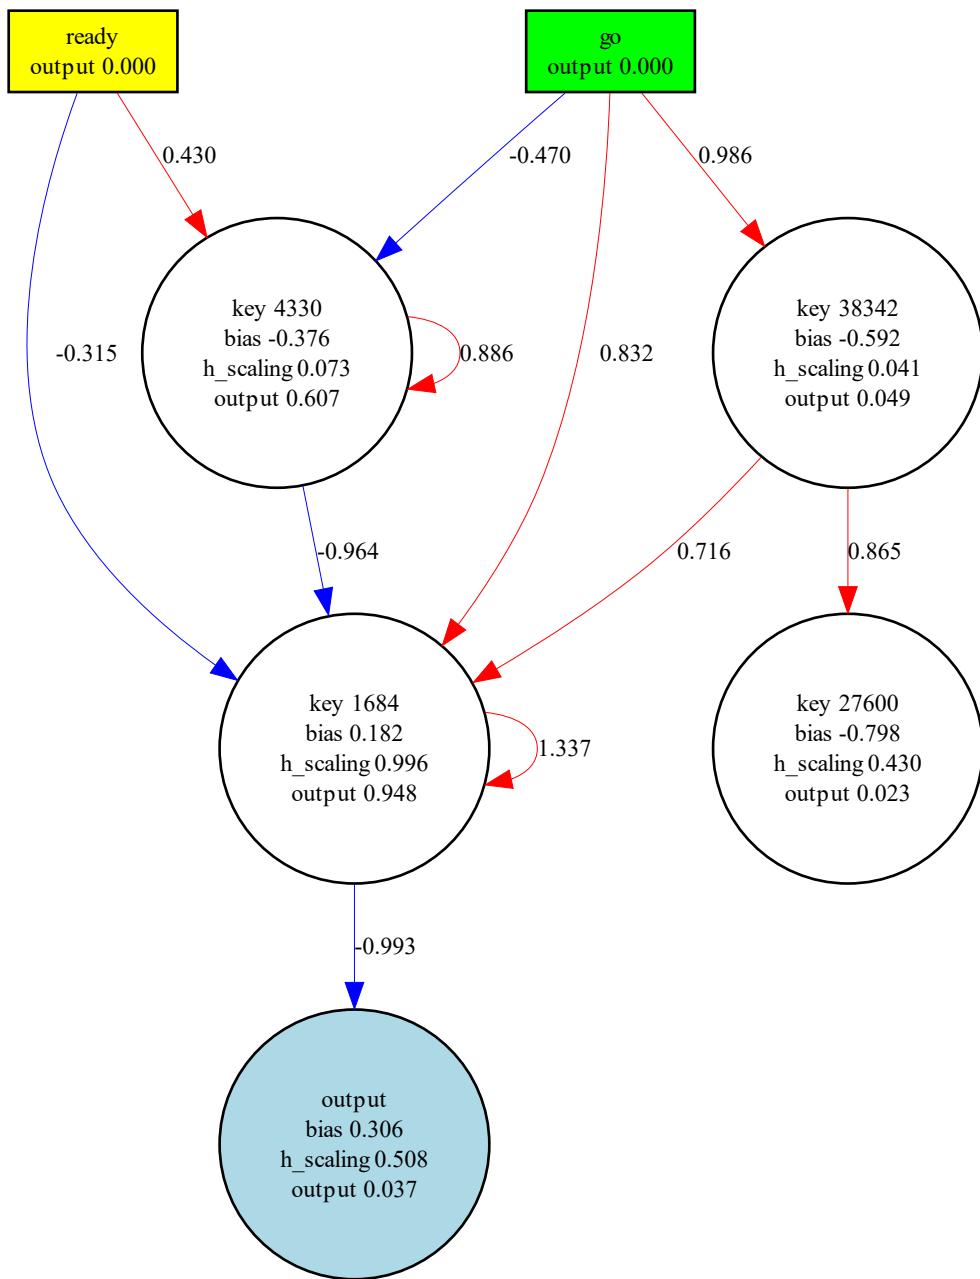 ready
output 0.000
go
output 0.000
0.430
-0.470
0.986
key 4330
bias -0.376
h_scaling 0.073
output 0.607
key 38342
bias -0.592
h_scaling 0.041
output 0.049
-0.315
0.886
0.832
-0.964
0.716
0.865
key 1684
bias 0.182
h_scaling 0.996
output 0.948
1.337
key 27600
bias -0.798
h_scaling 0.430
output 0.023
-0.993
output
bias 0.306
h_scaling 0.508
output 0.037